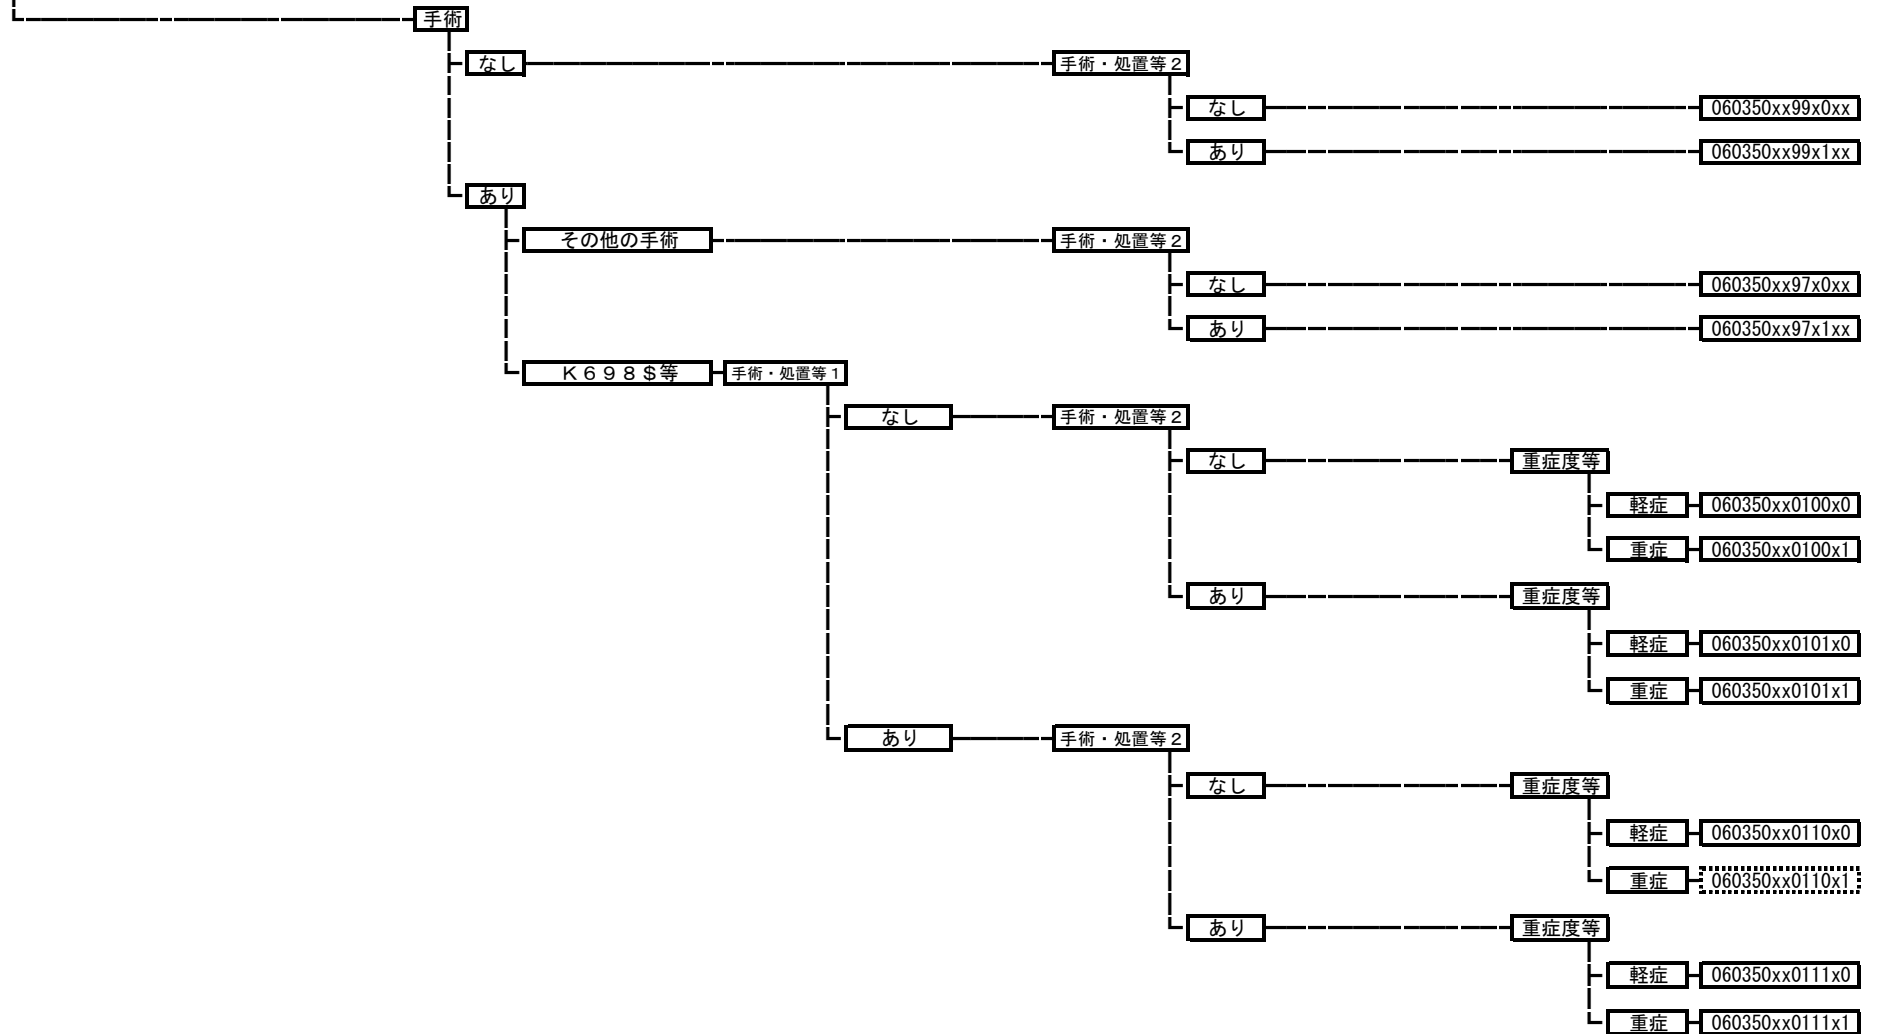 手術
なし 手術・処置等2
なし 060350xx99x0xx
あり 060350xx99x1xx
あり
その他の手術 手術・処置等2
なし 060350xx97x0xx
あり 060350xx97x1xx
K698$等 手術・処置等1
なし 手術・処置等2
なし 重症度等
軽症 060350xx0100x0
重症 060350xx0100x1
あり 重症度等
軽症 060350xx0101x0
重症 060350xx0101x1
あり 手術・処置等2
なし 重症度等
軽症 060350xx0110x0
重症 060350xx0110x1
あり 重症度等
軽症 060350xx0111x0
重症 060350xx0111x1